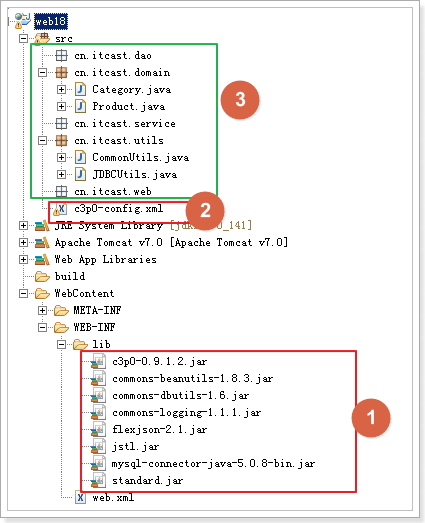 web18
src
cn.itcast.dao
cn.itcast.domain
Category.java
Product.java
3
cn.itcast.service
cn.itcast.utils
CommonUtils.java
JDBCUtils.java
cn.itcast.web
c3p0-config.xml
2
JRE System Library [jdk 0_141]
Apache Tomcat v7.0 [Apache Tomcat v7.0]
Web App Libraries
build
WebContent
META-INF
WEB-INF
lib
c3p0-0.9.1.2.jar
commons-beanutils-1.8.3.jar
commons-dbutils-1.6.jar
commons-logging-1.1.1.jar
1
flexjson-2.1.jar
jstl.jar
mysql-connector-java-5.0.8-bin.jar
standard.jar
web.xml